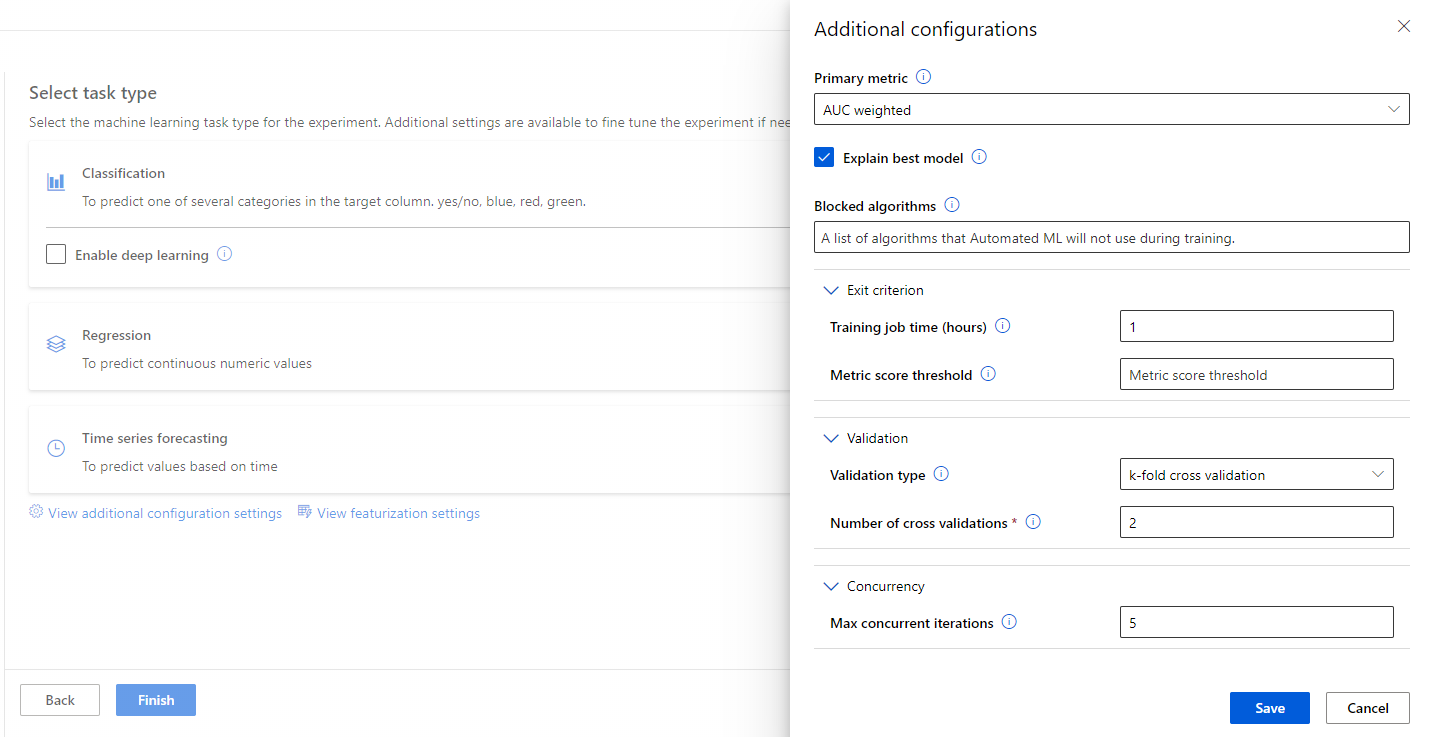 Select task type
Select the machine learning task type for the experiment. Additional settings are available to fine tune the experiment if nee
Classification
To predict one of several categories in the target column. yes/no, blue, red, green.
Enable deep learning
Regression
To predict continuous numeric values
Time series forecasting
To predict values based on time
View additional configuration settings
View featurization settings
Back
Finish
Additional configurations
Primary metric
AUC weighted
Explain best model
Blocked algorithms
A list of algorithms that Automated ML will not use during training.
Exit criterion
Training job time (hours)
1
Metric score threshold
Metric score threshold
Validation
Validation type
k-fold cross validation
Number of cross validations *
2
Concurrency
Max concurrent iterations
5
Save
Cancel